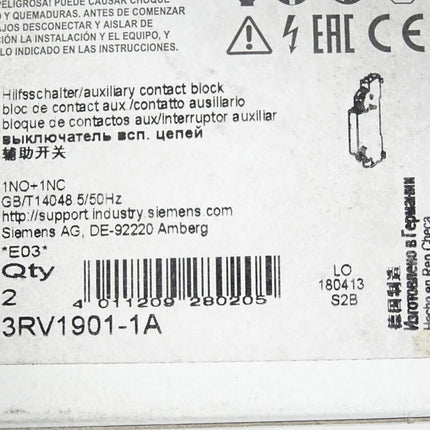 PELIGROSA! PUEDE CAUSAR CHOQUE
Y QUEMADURAS. ANTES DE COMENZAR
DESCONECTAR Y AISLAR DE
N LA INSTALACIÓN Y EL EQUIPO, Y
LO INDICADO EN LAS INSTRUCCIONES.
EAC CE
Hilfsschalter/auxiliary contact block
bloc de contact aux./contatto ausiliario
bloque de contactos aux/interruptor auxiliar
выключатель всп. цепей
辅助开关
1NO+1NC
GB/T14048.5/50Hz
http://support.industry.siemens.com
Siemens AG, DE-92220 Amberg
*E03*
Qty
2
4 011209 280205
3RV1901-1A
LO
180413
S2B
德国制造
Изготовлено в Германии
Hecho en Rep. Checa